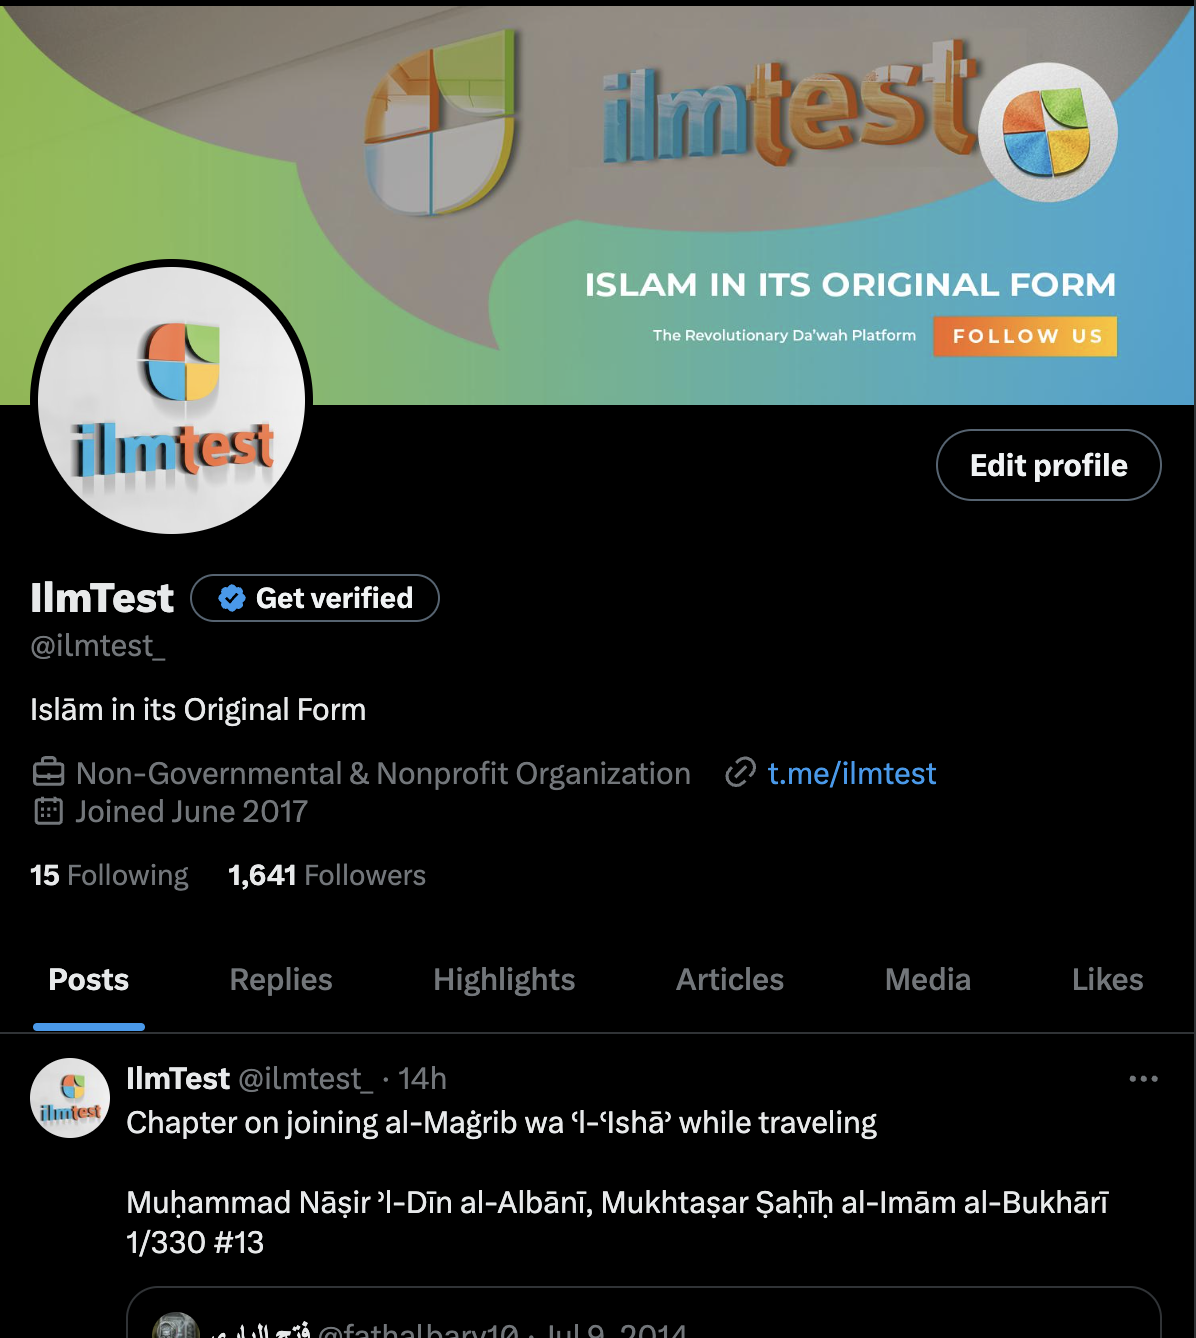 ilmtest
ISLAM IN ITS ORIGINAL FORM
The Revolutionary Da'wah Platform
FOLLOW US
ilmtest
Edit profile
IlmTest
Get verified
@ilmtest_
Islām in its Original Form
Non-Governmental & Nonprofit Organization t.me/ilmtest
Joined June 2017
15 Following 1,641 Followers
Posts Replies Highlights Articles Media Likes
ilmtest
IlmTest @ilmtest_ · 14h
Chapter on joining al-Maġrib wa ʿl-ʿIshāʾ while traveling
Muḥammad Nāṣir ʾl-Dīn al-Albānī, Mukhtaṣar Ṣaḥīḥ al-Imām al-Bukhārī
1/330 #13
فتح الباري @fathalbary10 · Jul 9, 2014